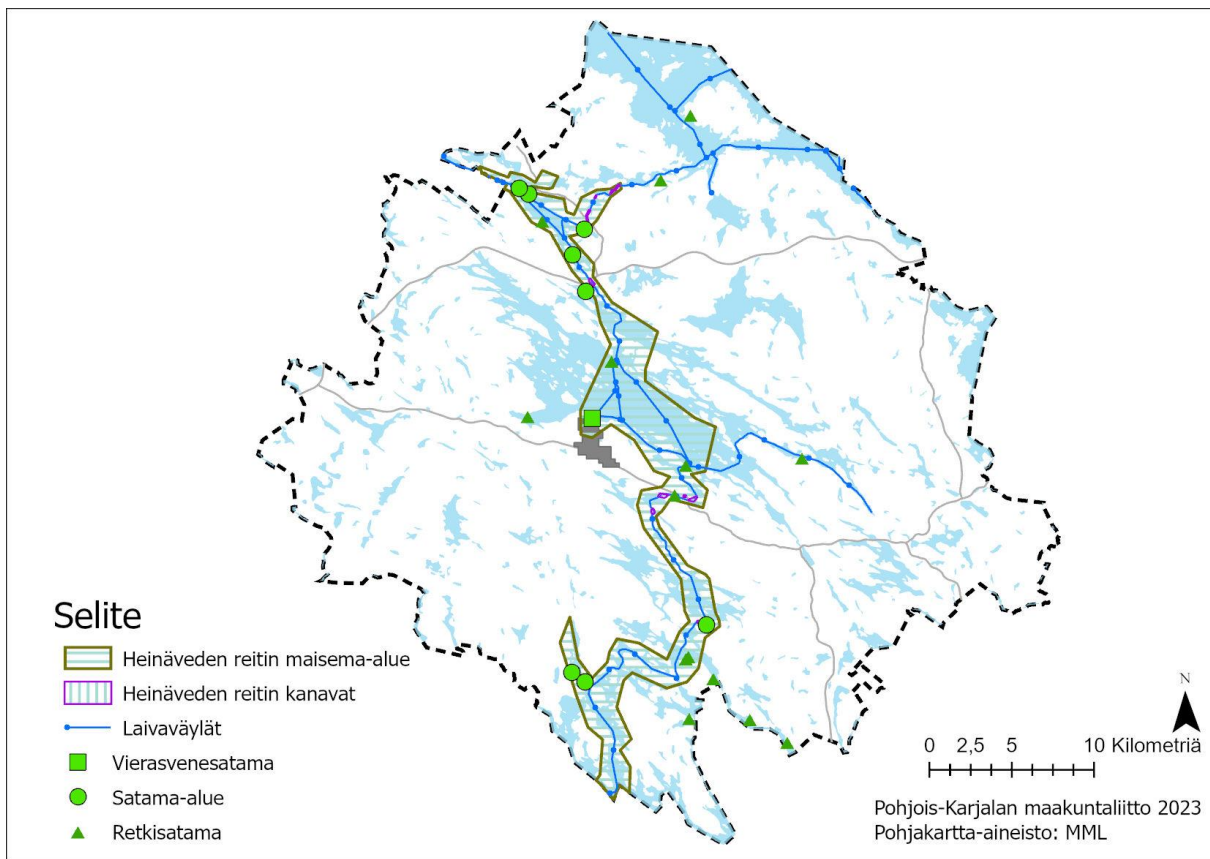 Selite
Heinäveden reitin maisema-alue
Heinäveden reitin kanavat
Laivaväylät
Vierasvenesatama
Satama-alue
Retkisatama
N
0 2,5 5 10 Kilometriä
Pohjois-Karjalan maakuntaliitto 2023
Pohjakartta-aineisto: MML